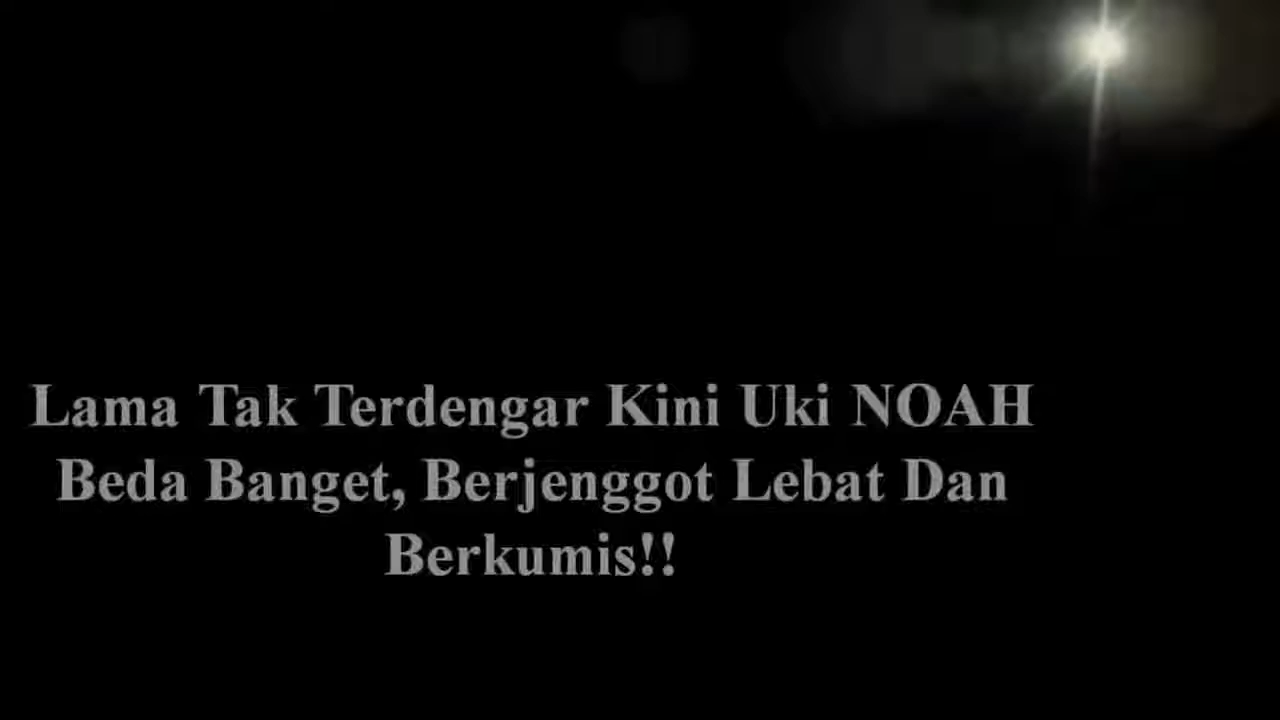 Lama Tak Terdengar Kini Uki NOAH
Beda Banget, Berjenggot Lebat Dan
Berkumis!!